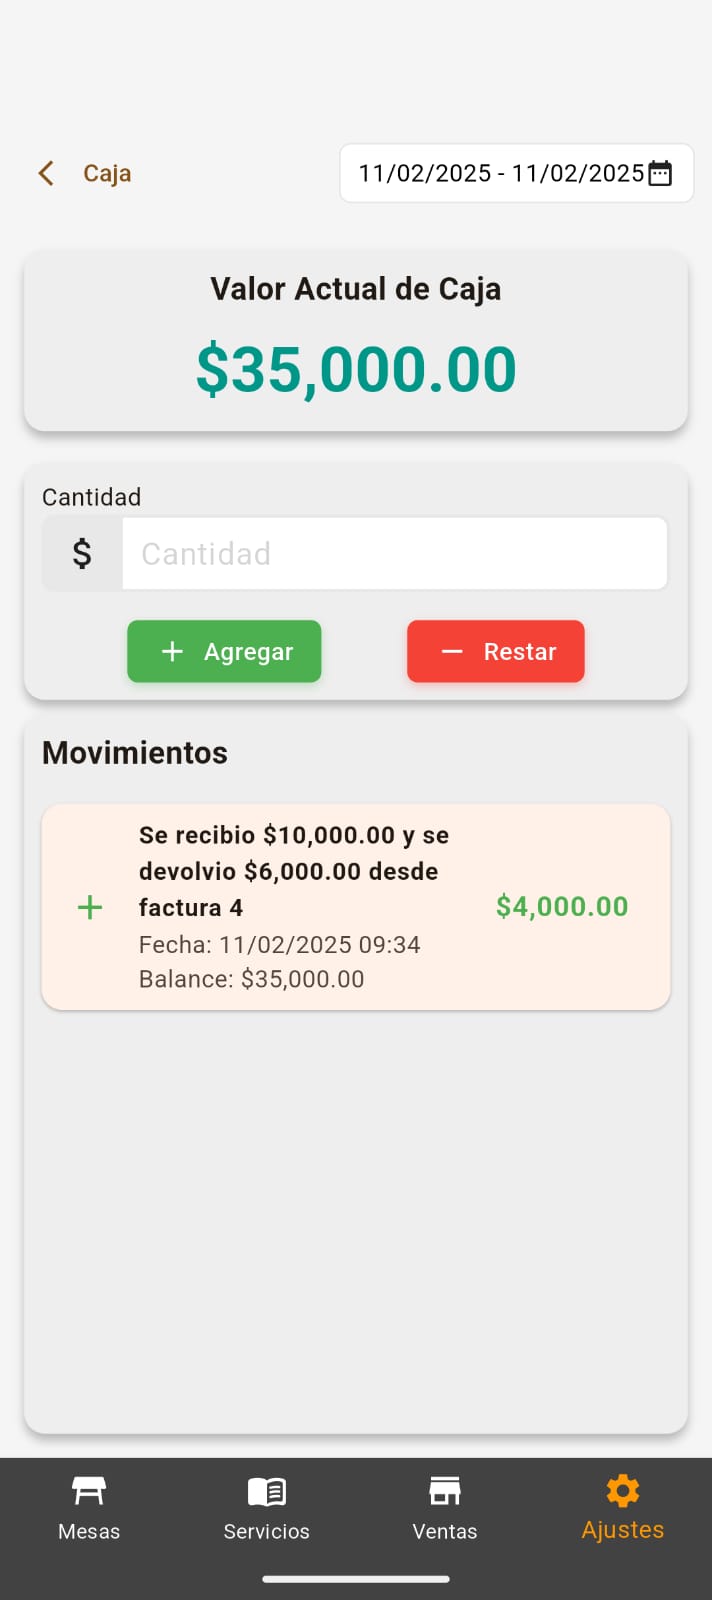 Caja
11/02/2025 - 11/02/2025
Valor Actual de Caja
$35,000.00
Cantidad
$ Cantidad
+ Agregar
− Restar
Movimientos
Se recibio $10,000.00 y se
devolvio $6,000.00 desde
factura 4
+ $4,000.00
Fecha: 11/02/2025 09:34
Balance: $35,000.00
Mesas
Servicios
Ventas
Ajustes